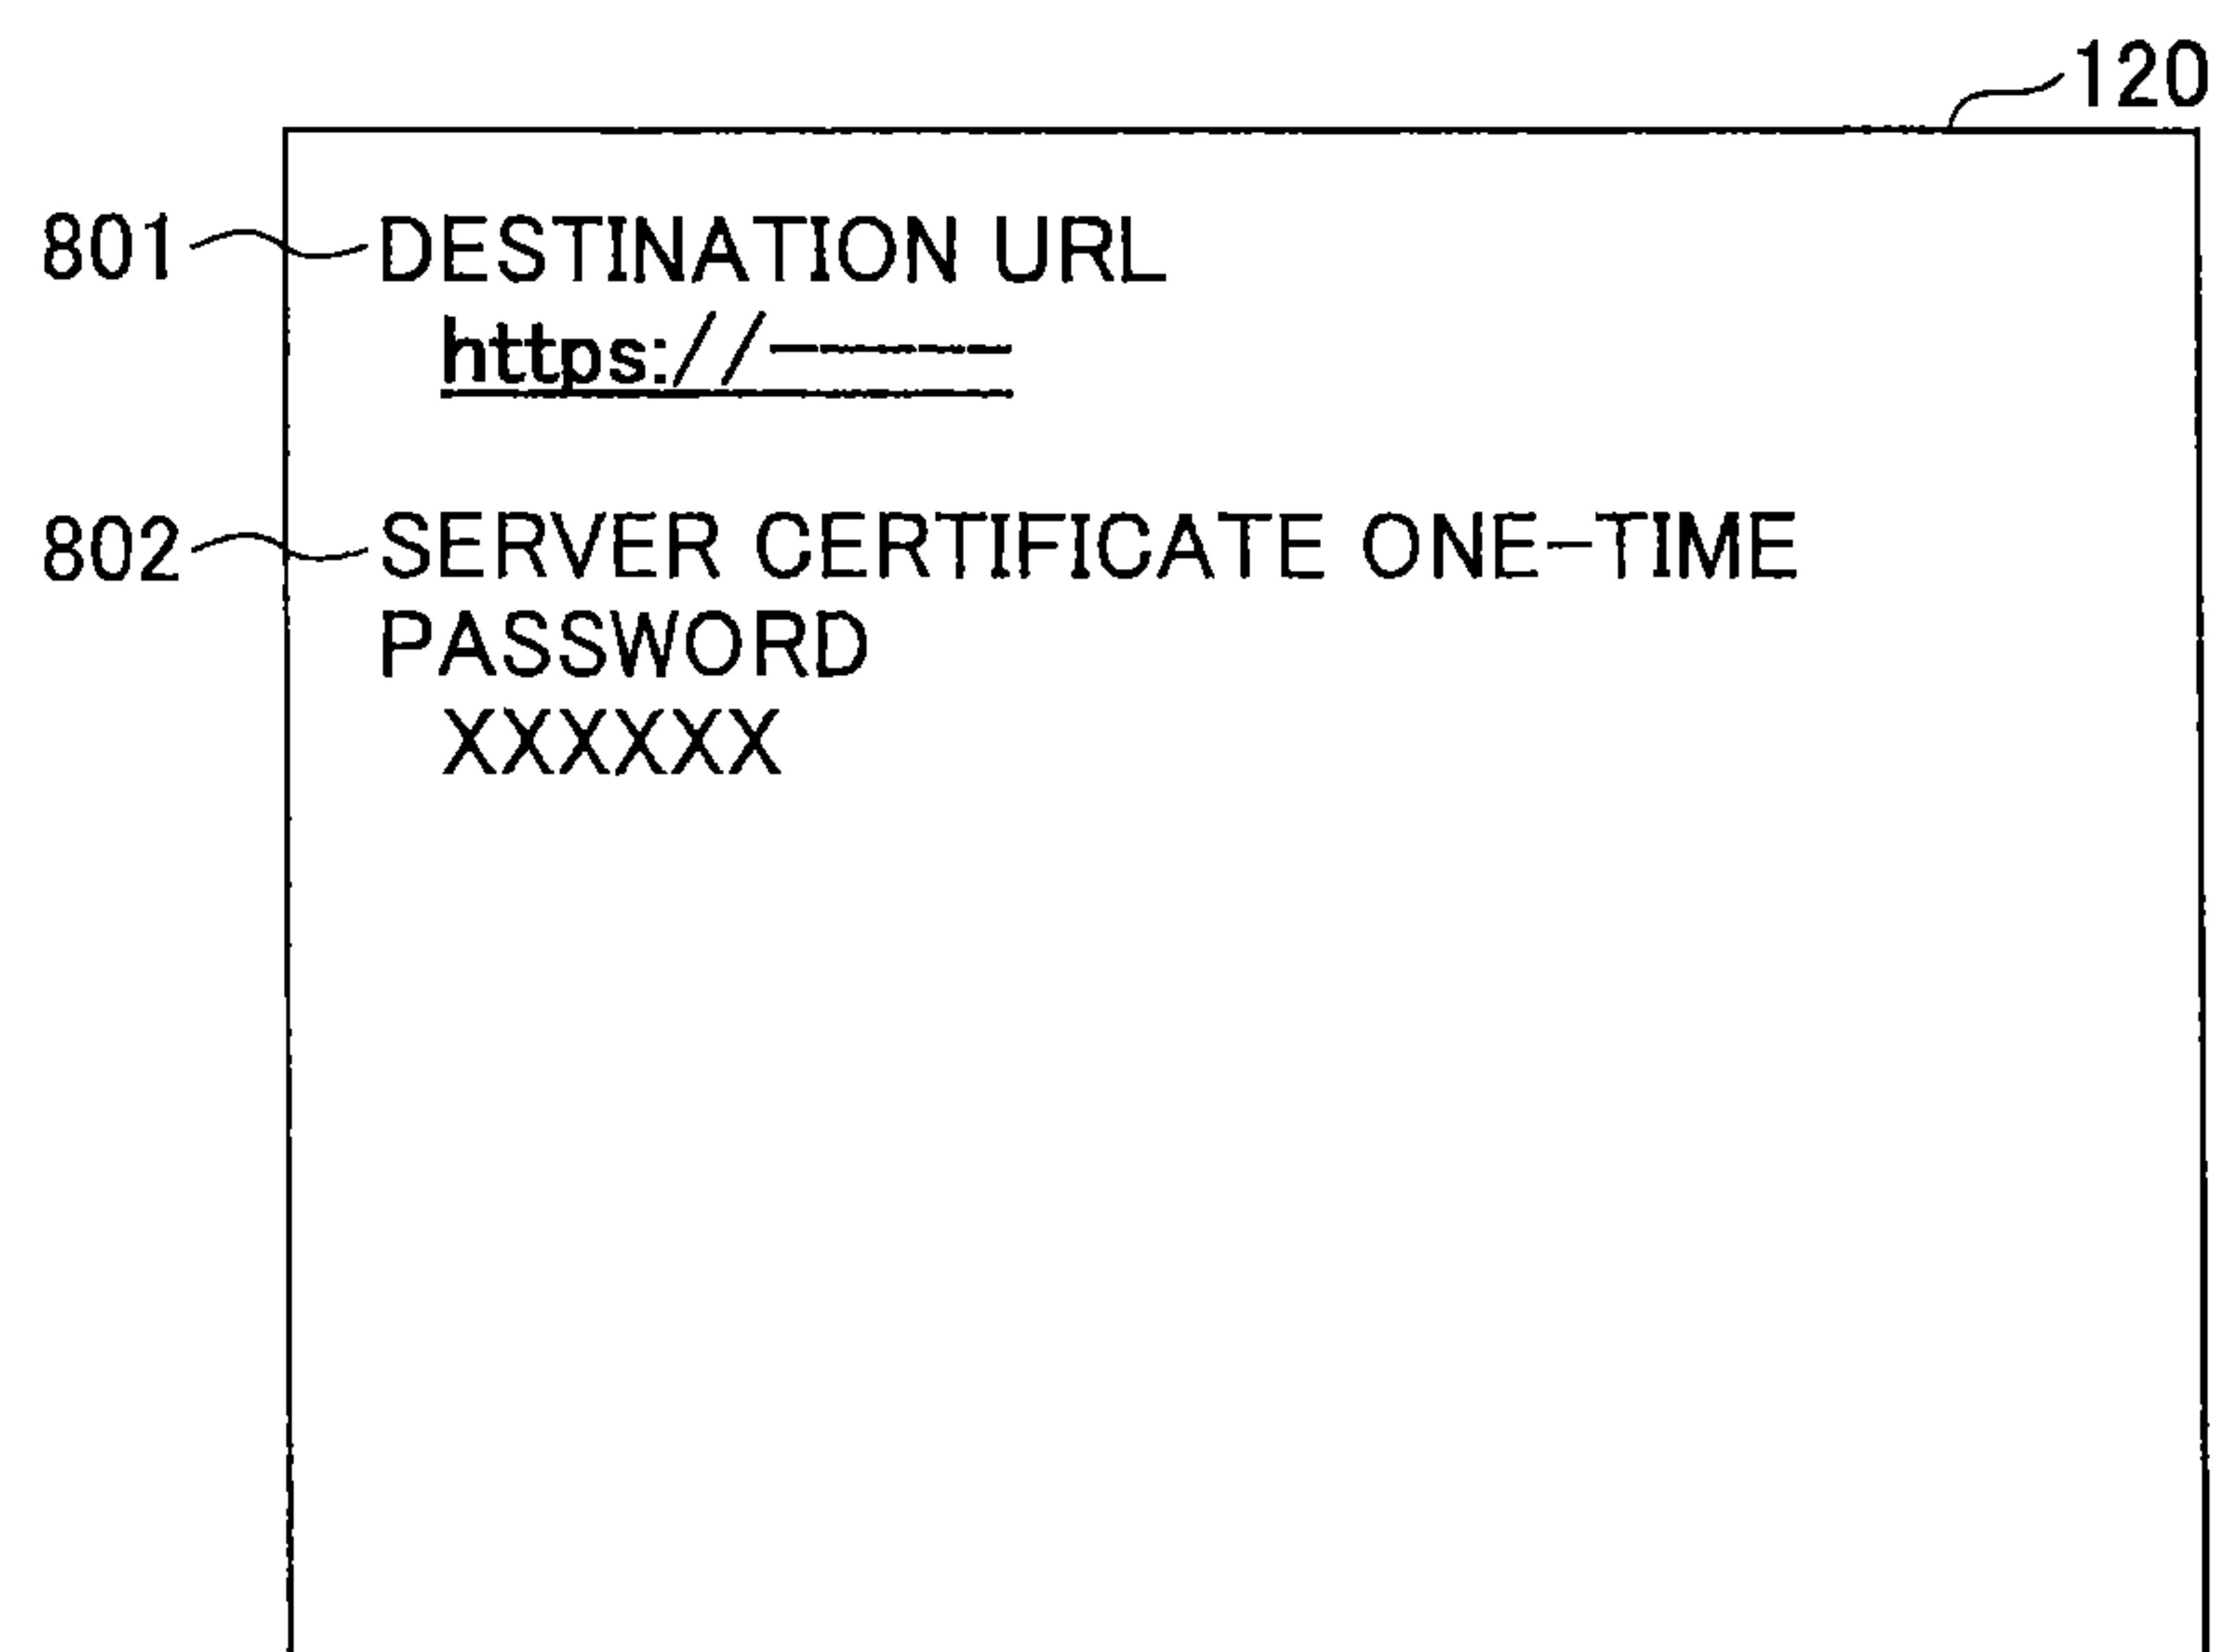 120
801 DESTINATION URL
https://-----
802 SERVER CERTIFICATE ONE-TIME
PASSWORD
XXXXXX